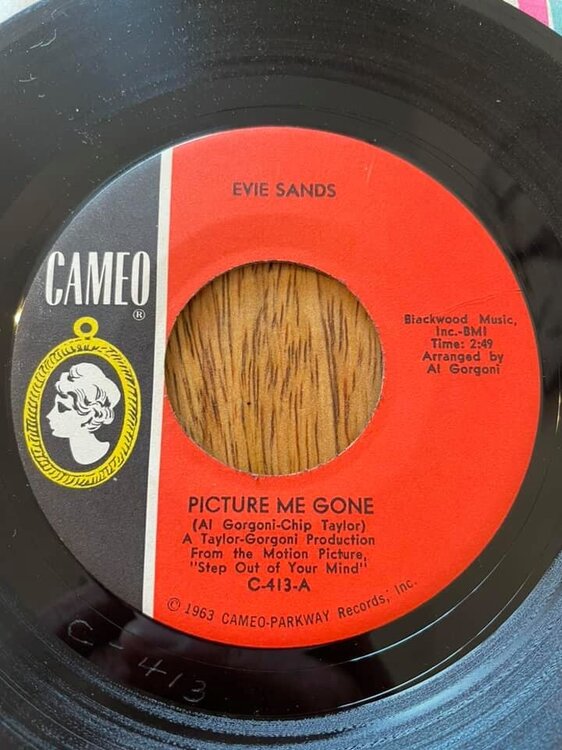 EVIE SANDS
CAMEO
®
Blackwood Music,
Inc.-BMI
Time: 2:49
Arranged by
Al Gorgoni
PICTURE ME GONE
(Al Gorgoni-Chip Taylor)
A Taylor-Gorgoni Production
From the Motion Picture,
"Step Out of Your Mind"
C-413-A
© 1963 CAMEO-PARKWAY Records, Inc.
C-413